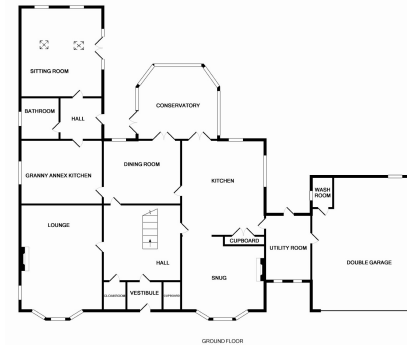 SITTING ROOM
BATHROOM
HALL
CONSERVATORY
GRANNY ANNEX KITCHEN
DINING ROOM
KITCHEN
WASH
ROOM
LOUNGE
HALL
CUPBOARD
UTILITY ROOM
DOUBLE GARAGE
SNUG
VESTIBULE
GROUND FLOOR